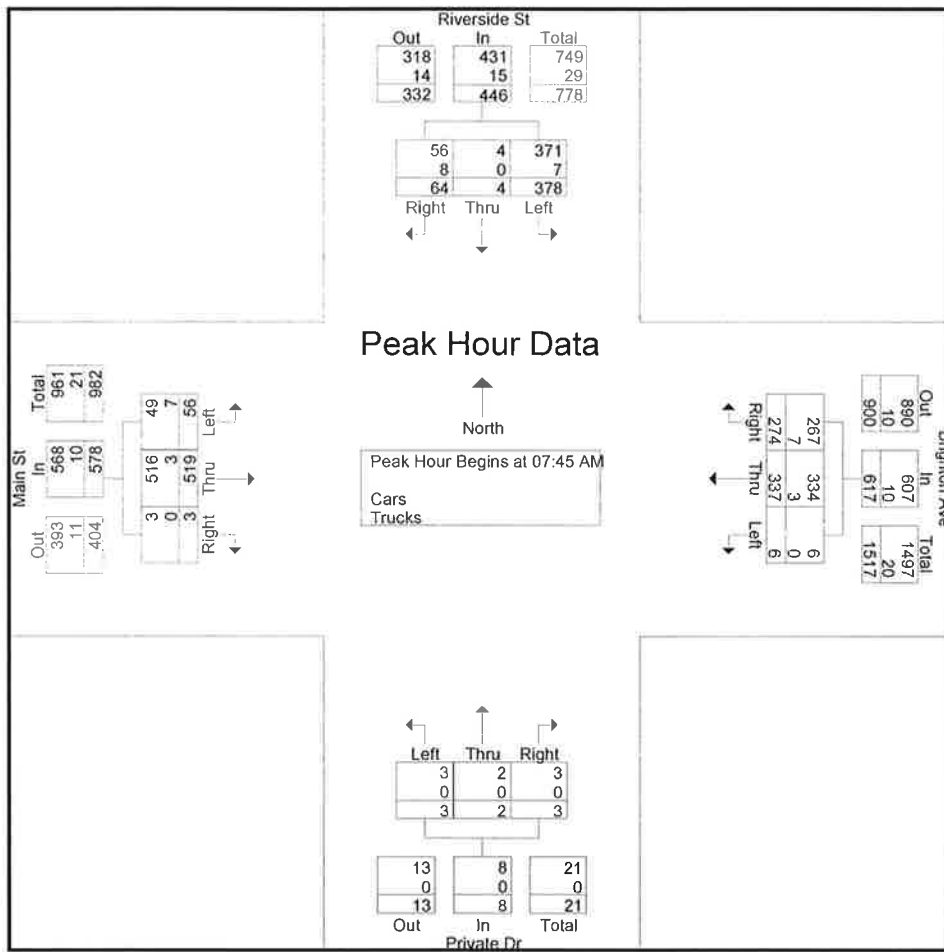 Riverside St
Out In Total
318 431 749
14 15 29
332 446 778
56 4 371
8 0 7
64 4 378
Right Thru Left
Peak Hour Data
North
Peak Hour Begins at 07:45 AM
Cars
Trucks
Main St
Out In Total
393 568 961
11 10 21
404 578 982
49 516 3
7 3 0
56 519 3
Left Thru Right
Brighton Ave
Out In Total
890 607 1497
10 10 20
900 617 1517
267 334 6
7 3 0
274 337 6
Right Thru Left
Left Thru Right
3 2 3
0 0 0
3 2 3
13 8 21
0 0 0
13 8 21
Out In Total
Private Dr